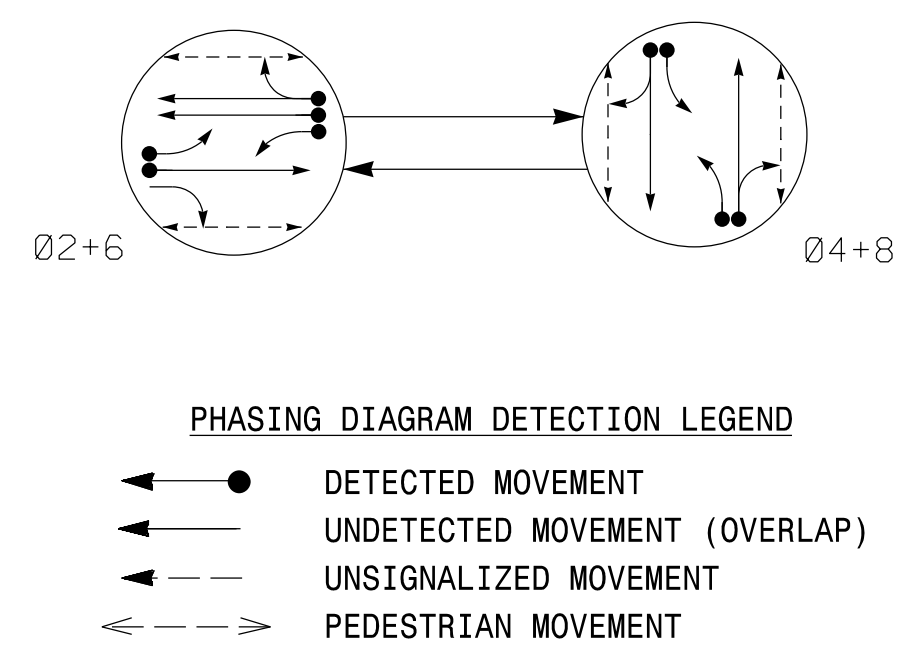 Ø2+6
Ø4+8
PHASING DIAGRAM DETECTION LEGEND
DETECTED MOVEMENT
UNDETECTED MOVEMENT (OVERLAP)
UNSIGNALIZED MOVEMENT
PEDESTRIAN MOVEMENT